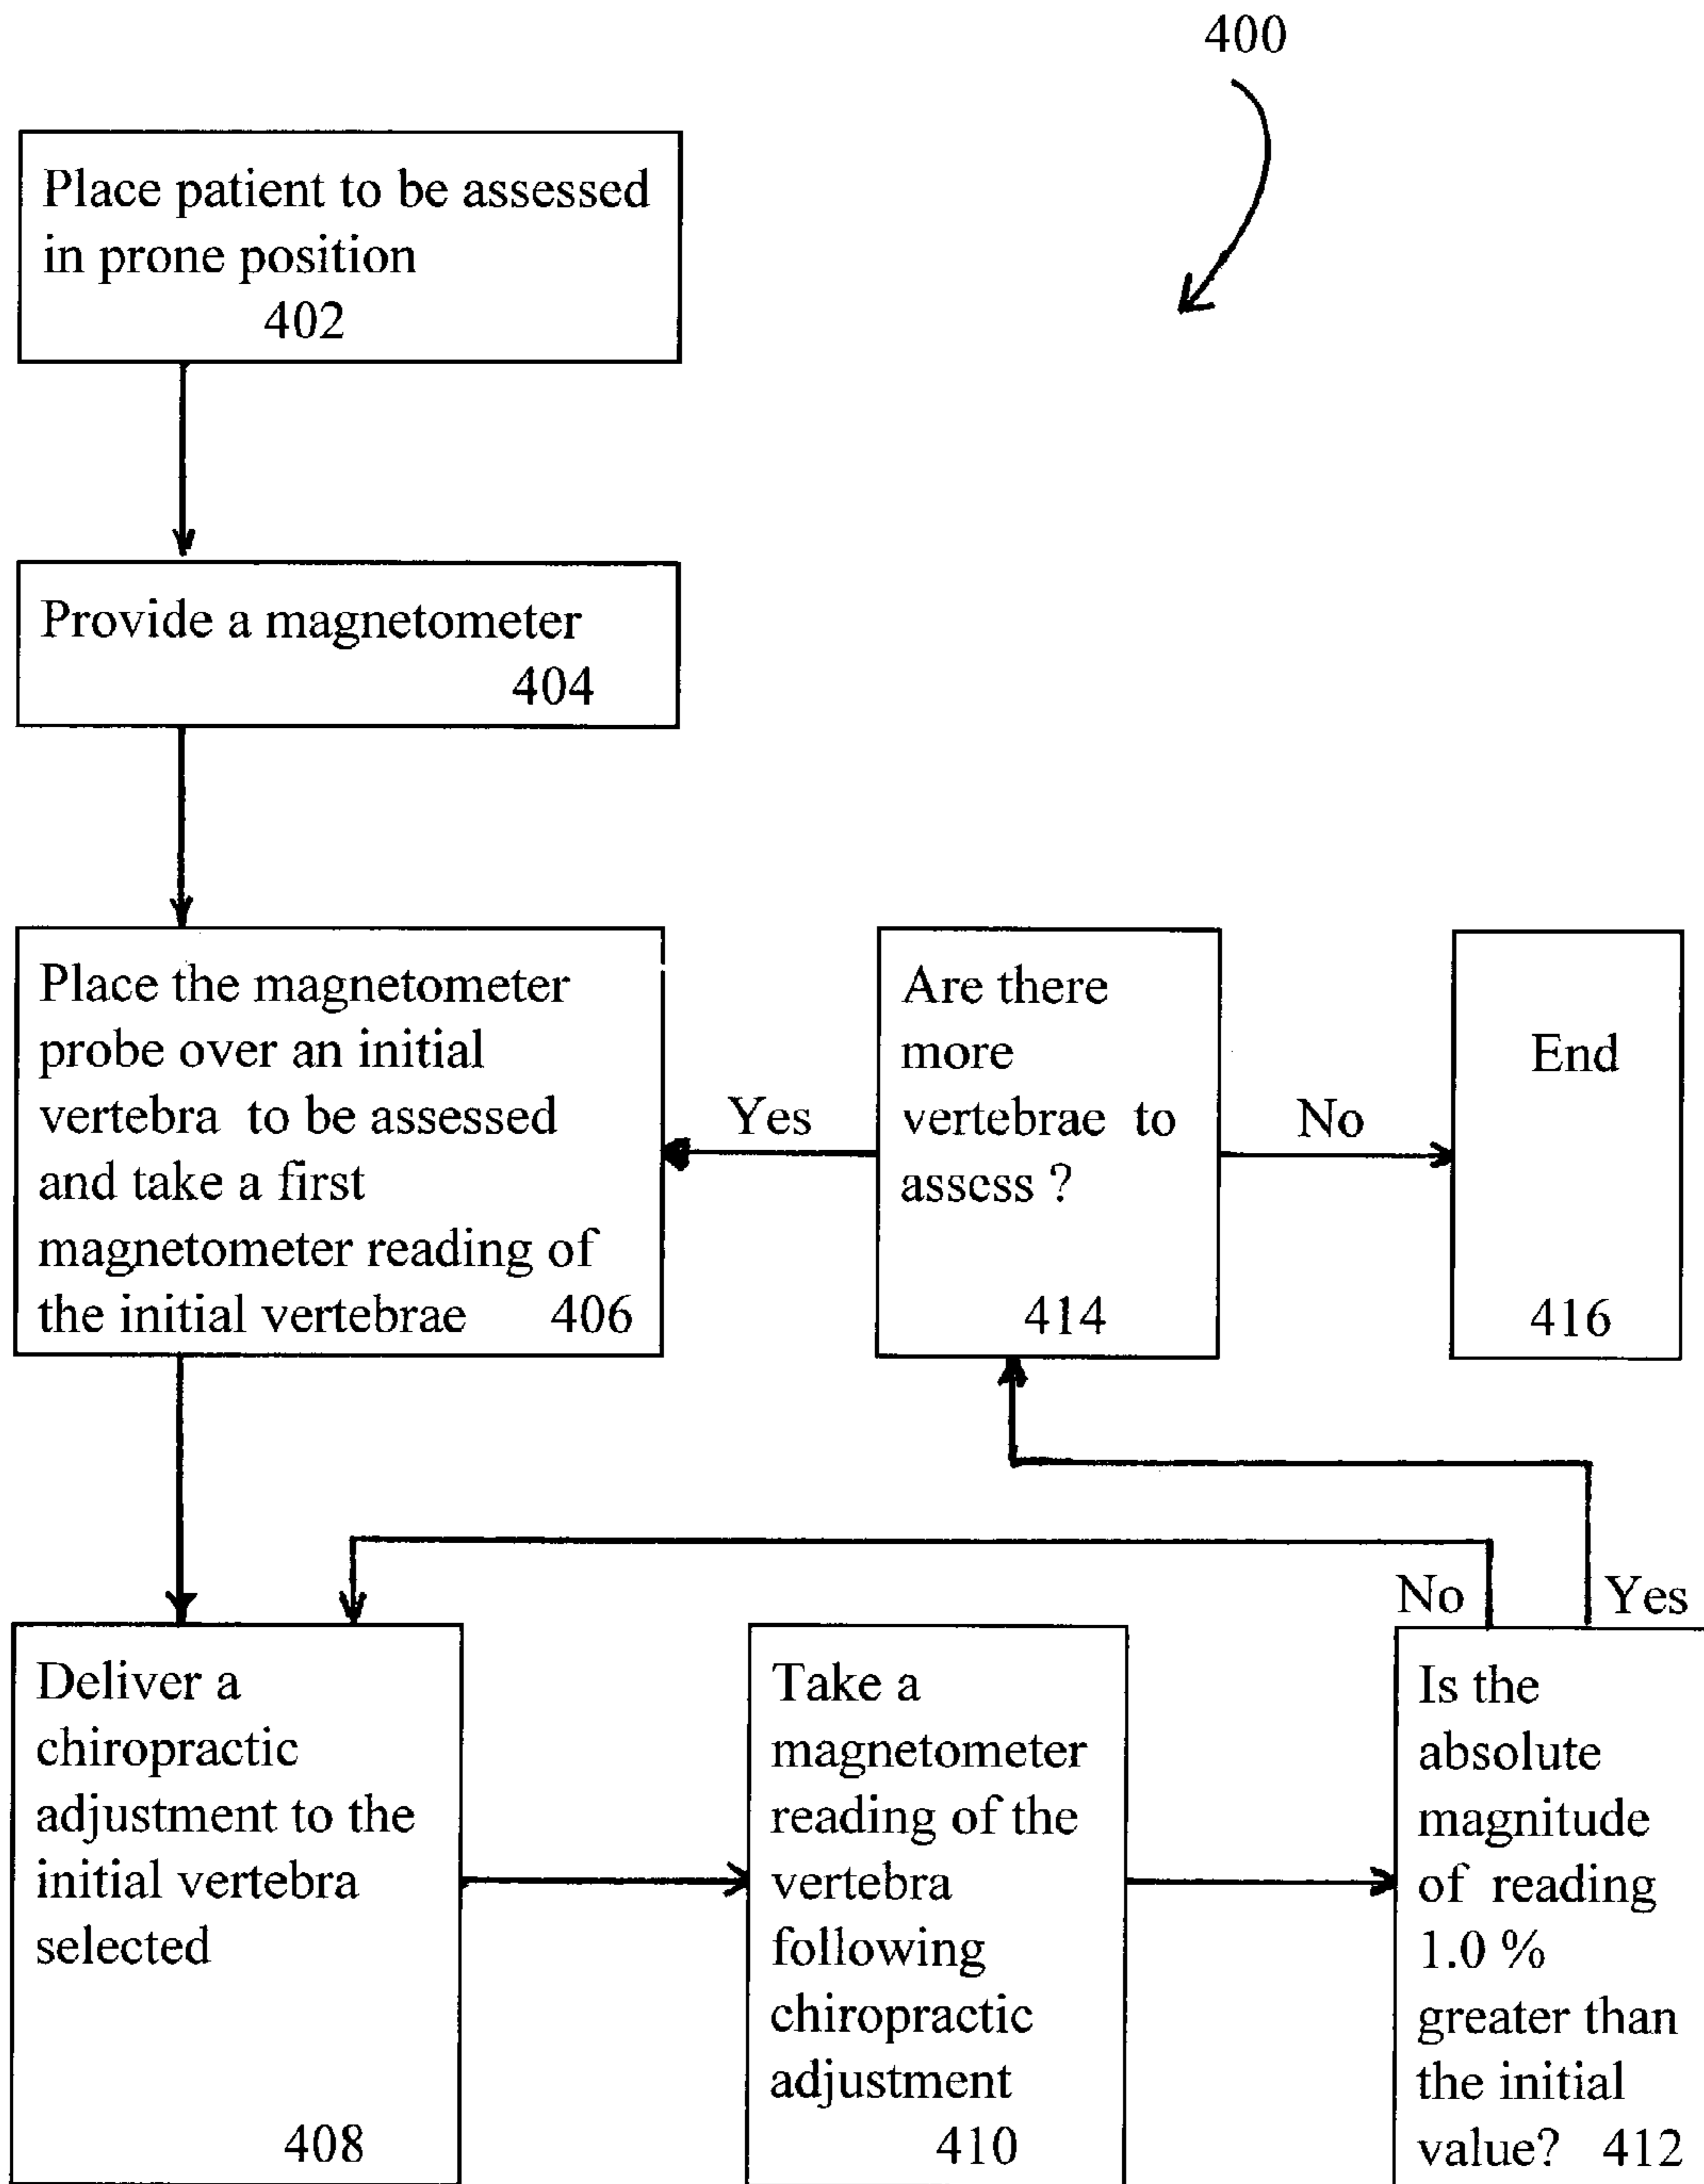 400
Place patient to be assessed
in prone position
402
Provide a magnetometer
404
Place the magnetometer
probe over an initial
vertebra to be assessed
and take a first
magnetometer reading of
the initial vertebrae 406
Yes
Are there
more
vertebrae to
asscss ?
414
No
End
416
No
Yes
Deliver a
chiropractic
adjustment to the
initial vertebra
selected
408
Take a
magnetometer
reading of the
vertebra
following
chiropractic
adjustment
410
Is the
absolute
magnitude
of reading
1.0 %
greater than
the initial
value? 412